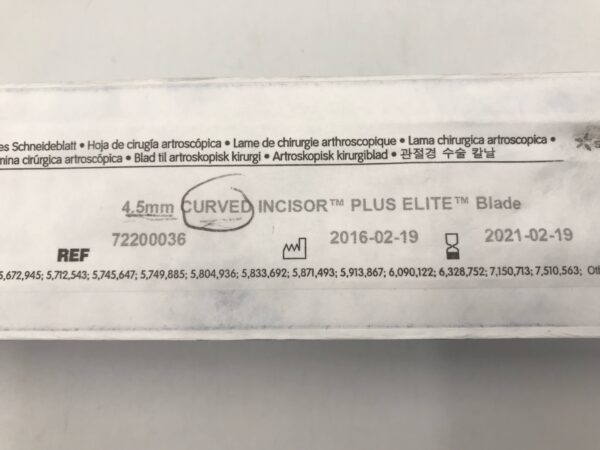 es Schneideblatt • Hoja de cirugía artroscópica • Lame de chirurgie arthroscopique • Lama chirurgica artroscopica •
mina cirúrgica artroscópica • Blad til artroskopisk kirurgi • Artroskopisk kirurgiblad • 관절경 수술 칼날
4.5mm CURVED INCISOR™ PLUS ELITE™ Blade
REF 72200036 2016-02-19 2021-02-19
5,672,945; 5,712,543; 5,745,647; 5,749,885; 5,804,936; 5,833,692; 5,871,493; 5,913,867; 6,090,122; 6,328,752; 7,150,713; 7,510,563; Oth